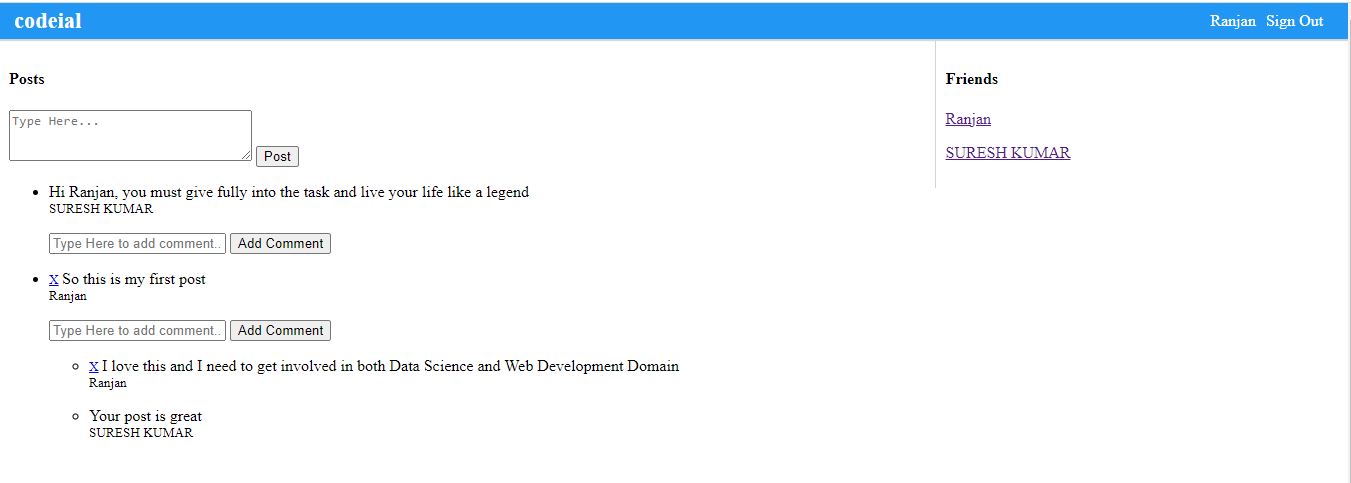 codeial
Ranjan Sign Out
Posts
Type Here...
Post
Hi Ranjan, you must give fully into the task and live your life like a legend
SURESH KUMAR
Type Here to add comment..
Add Comment
X So this is my first post
Ranjan
Type Here to add comment..
Add Comment
X I love this and I need to get involved in both Data Science and Web Development Domain
Ranjan
Your post is great
SURESH KUMAR
Friends
Ranjan
SURESH KUMAR